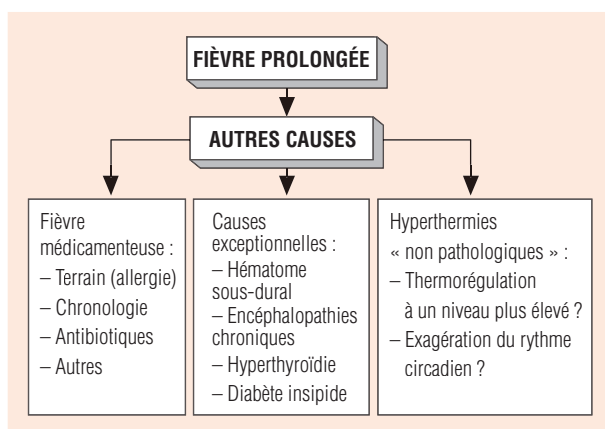 FIÈVRE PROLONGÉE
AUTRES CAUSES
Fièvre
médicamenteuse :
– Terrain (allergie)
– Chronologie
– Antibiotiques
– Autres
Causes
exceptionnelles :
– Hématome
sous-dural
– Encéphalopathies
chroniques
– Hyperthyroïdie
– Diabète insipide
Hyperthermies
« non pathologiques » :
– Thermorégulation
à un niveau plus élevé ?
– Exagération du rythme
circadien ?